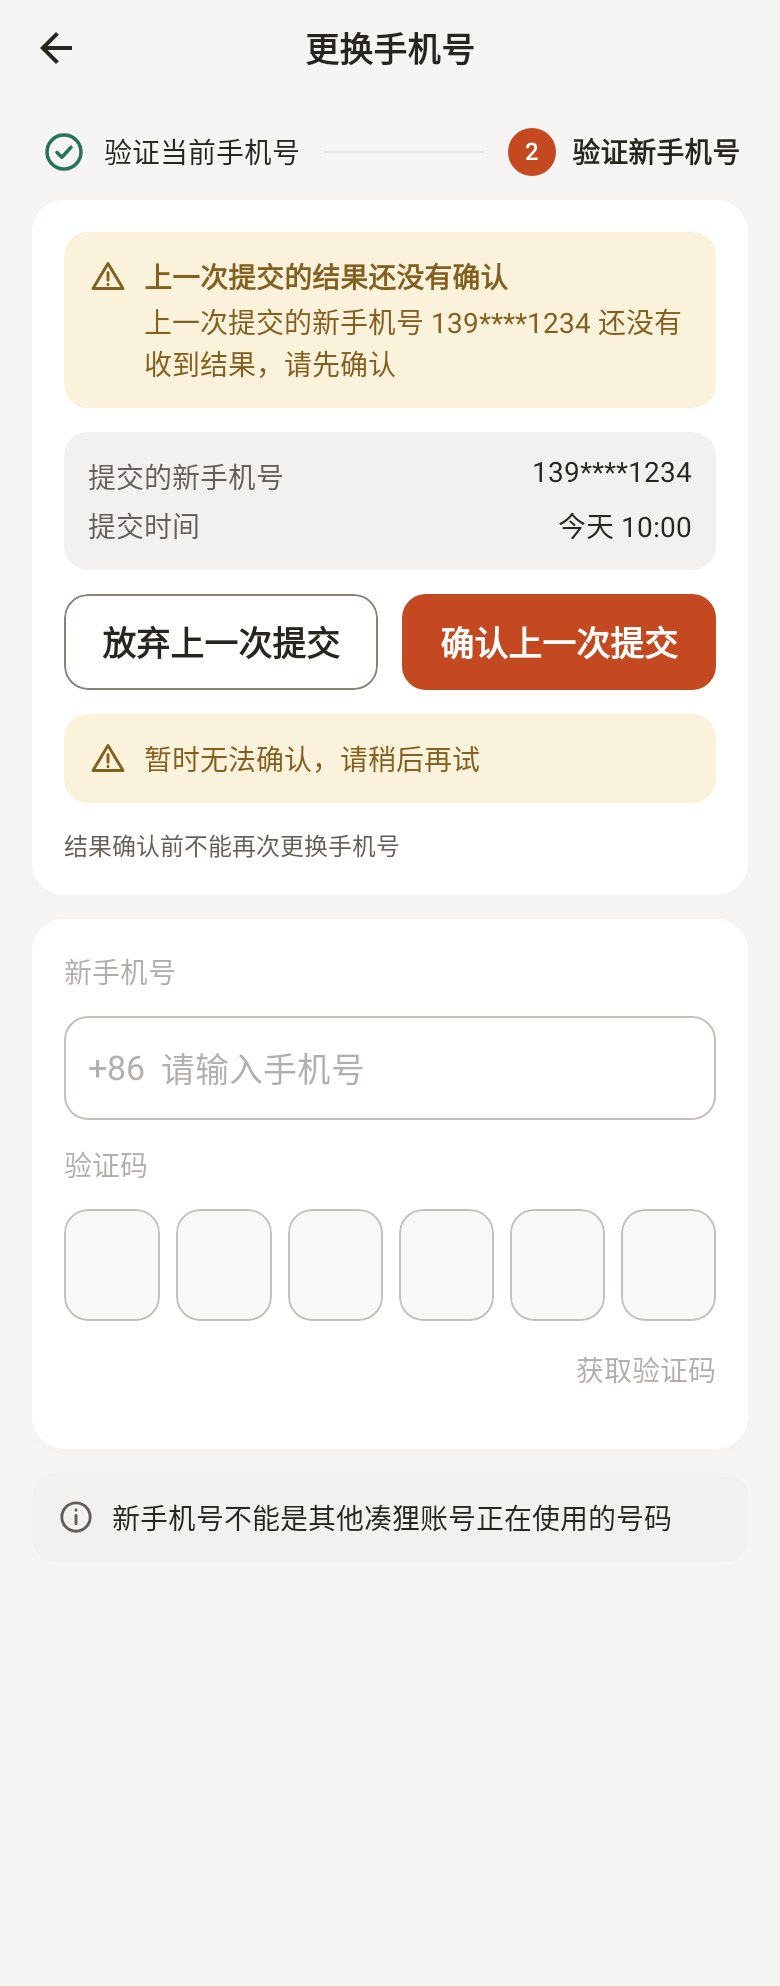 更换手机号
验证当前手机号
2 验证新手机号
上一次提交的结果还没有确认
上一次提交的新手机号 139****1234 还没有
收到结果，请先确认
提交的新手机号 139****1234
提交时间 今天 10:00
放弃上一次提交 确认上一次提交
暂时无法确认，请稍后再试
结果确认前不能再次更换手机号
新手机号
+86 请输入手机号
验证码
获取验证码
新手机号不能是其他凑狸账号正在使用的号码